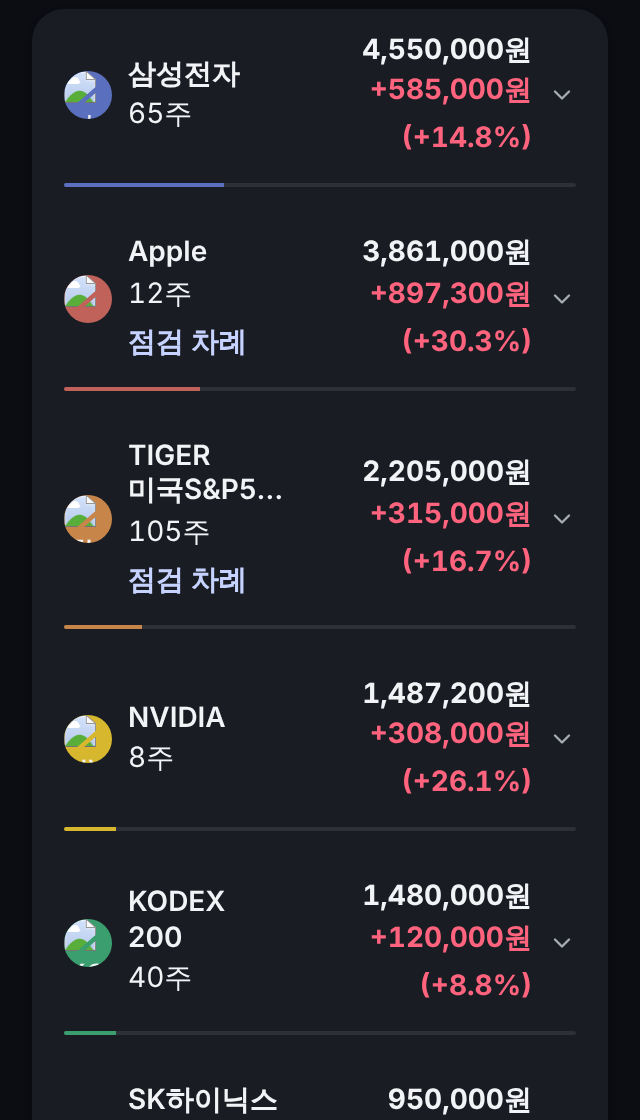 삼성전자
65주
4,550,000원
+585,000원
(+14.8%)
Apple
12주
점검 차례
3,861,000원
+897,300원
(+30.3%)
TIGER
미국S&P5...
105주
점검 차례
2,205,000원
+315,000원
(+16.7%)
NVIDIA
8주
1,487,200원
+308,000원
(+26.1%)
KODEX
200
40주
1,480,000원
+120,000원
(+8.8%)
SK하이닉스
950,000원